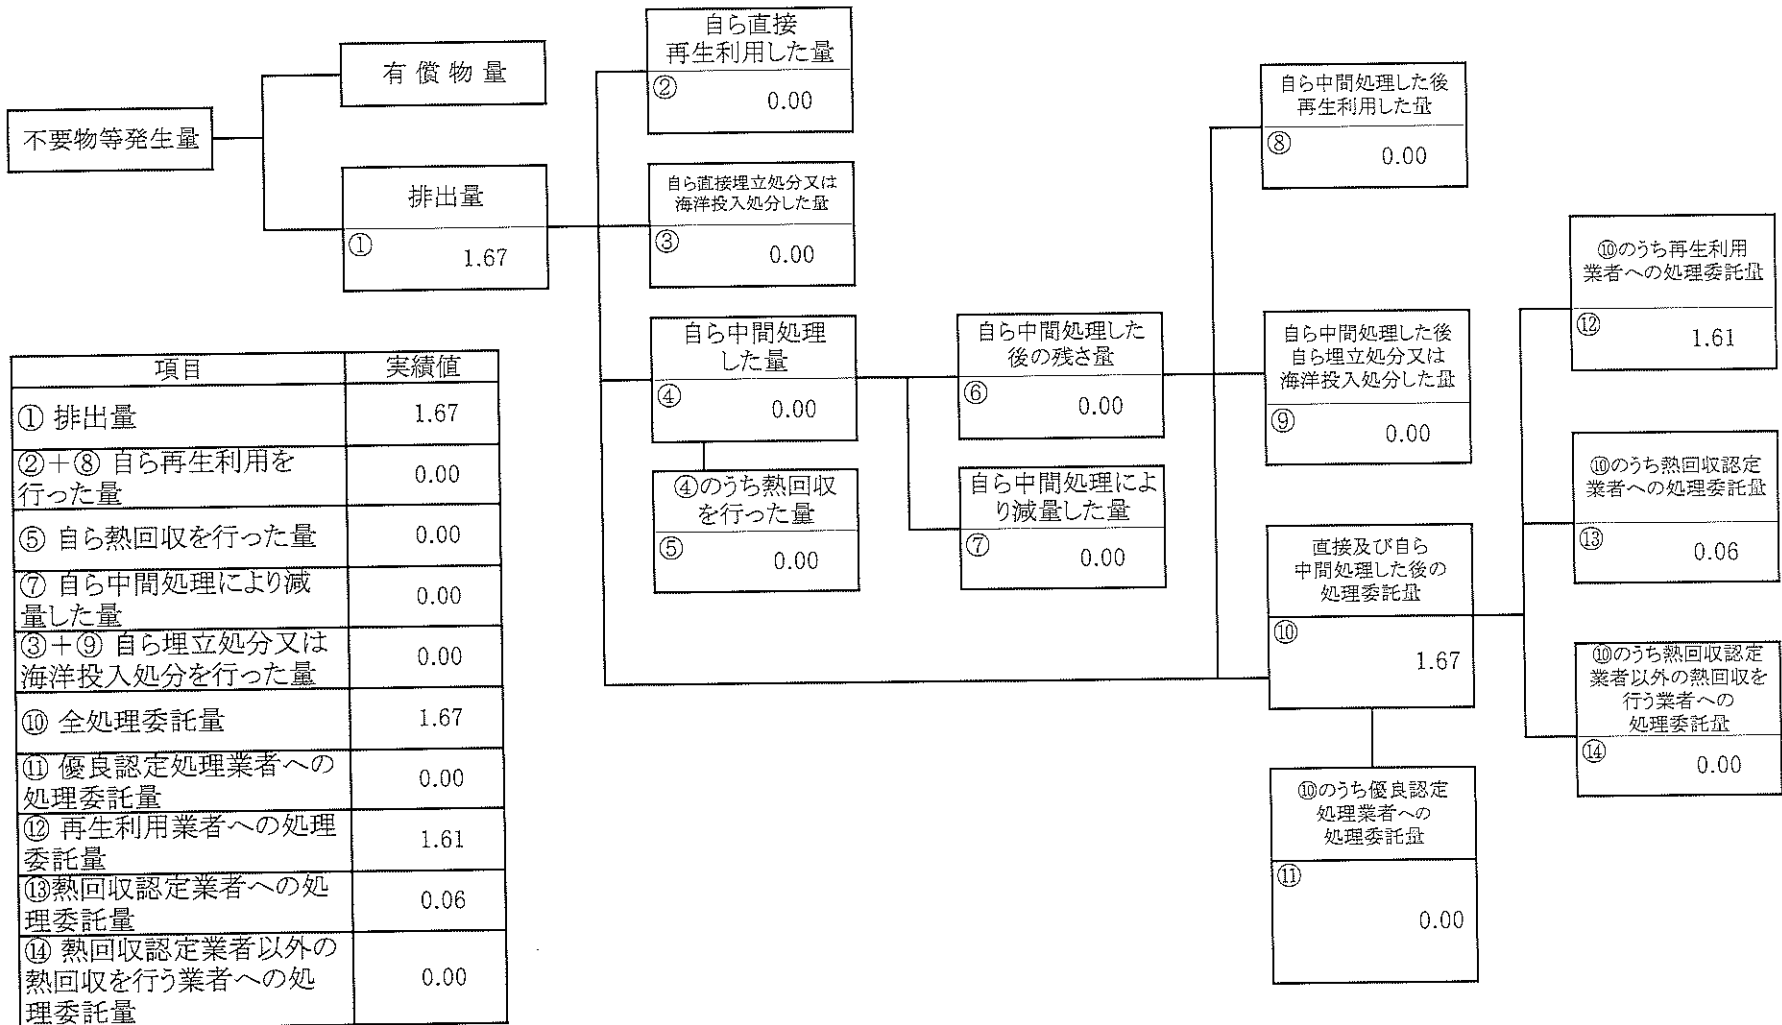 不要物等発生量
有償物量
排出量
①
1.67
自ら直接
再生利用した量
②
0.00
自ら直接埋立処分又は
海洋投入処分した量
③
0.00
自ら中間処理
した量
④
0.00
④のうち熱回収
を行った量
⑤
0.00
自ら中間処理した
後の残さ量
⑥
0.00
自ら中間処理によ
り減量した量
⑦
0.00
自ら中間処理した後
再生利用した量
⑧
0.00
自ら中間処理した後
自ら埋立処分又は
海洋投入処分した量
⑨
0.00
直接及び自ら
中間処理した後の
処理委託量
⑩
1.67
⑩のうち優良認定
処理業者への
処理委託量
⑪
0.00
⑩のうち再生利用
業者への処理委託量
⑫
1.61
⑩のうち熱回収認定
業者への処理委託量
⑬
0.06
⑩のうち熱回収認定
業者以外の熱回収を
行う業者への
処理委託量
⑭
0.00
項目 実績値
① 排出量 1.67
②+⑧ 自ら再生利用を
行った量 0.00
⑤ 自ら熱回収を行った量 0.00
⑦ 自ら中間処理により減
量した量 0.00
③+⑨ 自ら埋立処分又は
海洋投入処分を行った量 0.00
⑩ 全処理委託量 1.67
⑪ 優良認定処理業者への
処理委託量 0.00
⑫ 再生利用業者への処理
委託量 1.61
⑬熱回収認定業者への処
理委託量 0.06
⑭ 熱回収認定業者以外の
熱回収を行う業者への処
理委託量 0.00